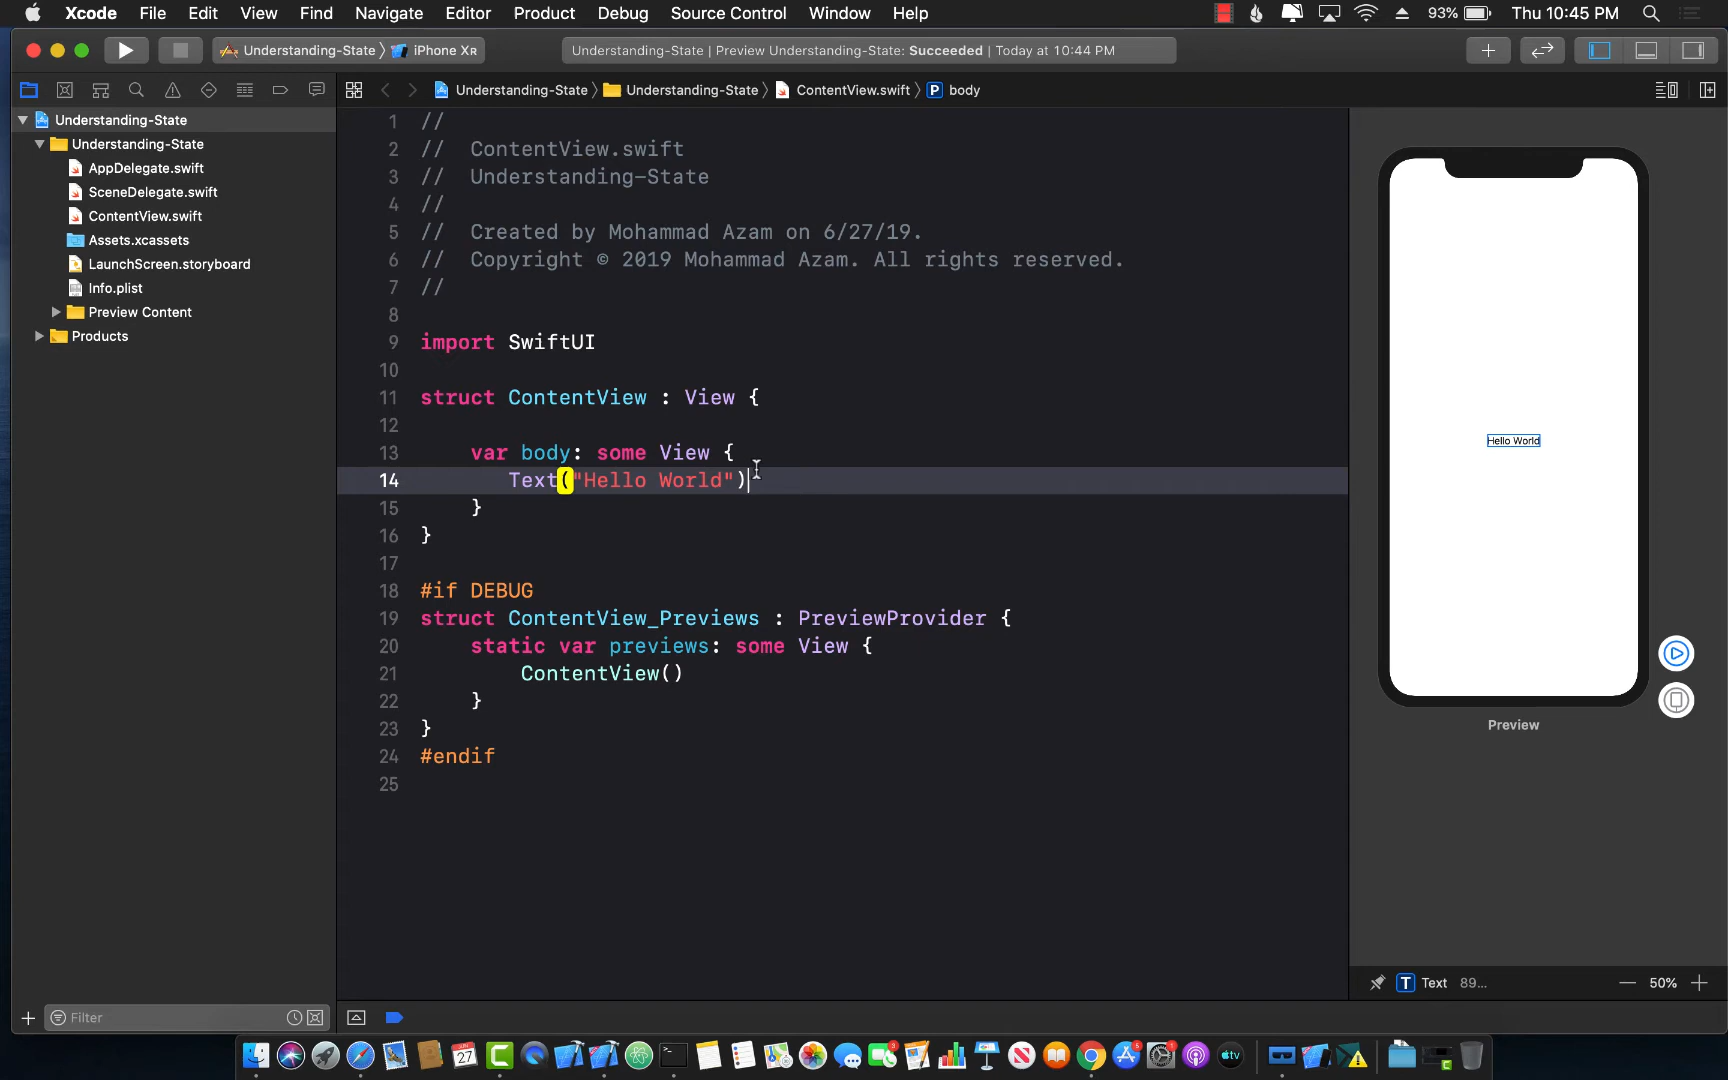 Xcode File Edit View Find Navigate Editor Product Debug Source Control Window Help 93% Thu 10:45 PM
Understanding-State iPhone XR Understanding-State | Preview Understanding-State: Succeeded | Today at 10:44 PM
Understanding-State Understanding-State ContentView.swift P body
Understanding-State
Understanding-State
AppDelegate.swift
SceneDelegate.swift
ContentView.swift
Assets.xcassets
LaunchScreen.storyboard
Info.plist
Preview Content
Products
Filter
1 //
2 // ContentView.swift
3 // Understanding-State
4 //
5 // Created by Mohammad Azam on 6/27/19.
6 // Copyright © 2019 Mohammad Azam. All rights reserved.
7 //
8
9 import SwiftUI
10
11 struct ContentView : View {
12
13 var body: some View {
14 Text("Hello World")
15 }
16 }
17
18 #if DEBUG
19 struct ContentView_Previews : PreviewProvider {
20 static var previews: some View {
21 ContentView()
22 }
23 }
24 #endif
25
Hello World
Preview
T Text 89... 50%
27 3 5 1 tv